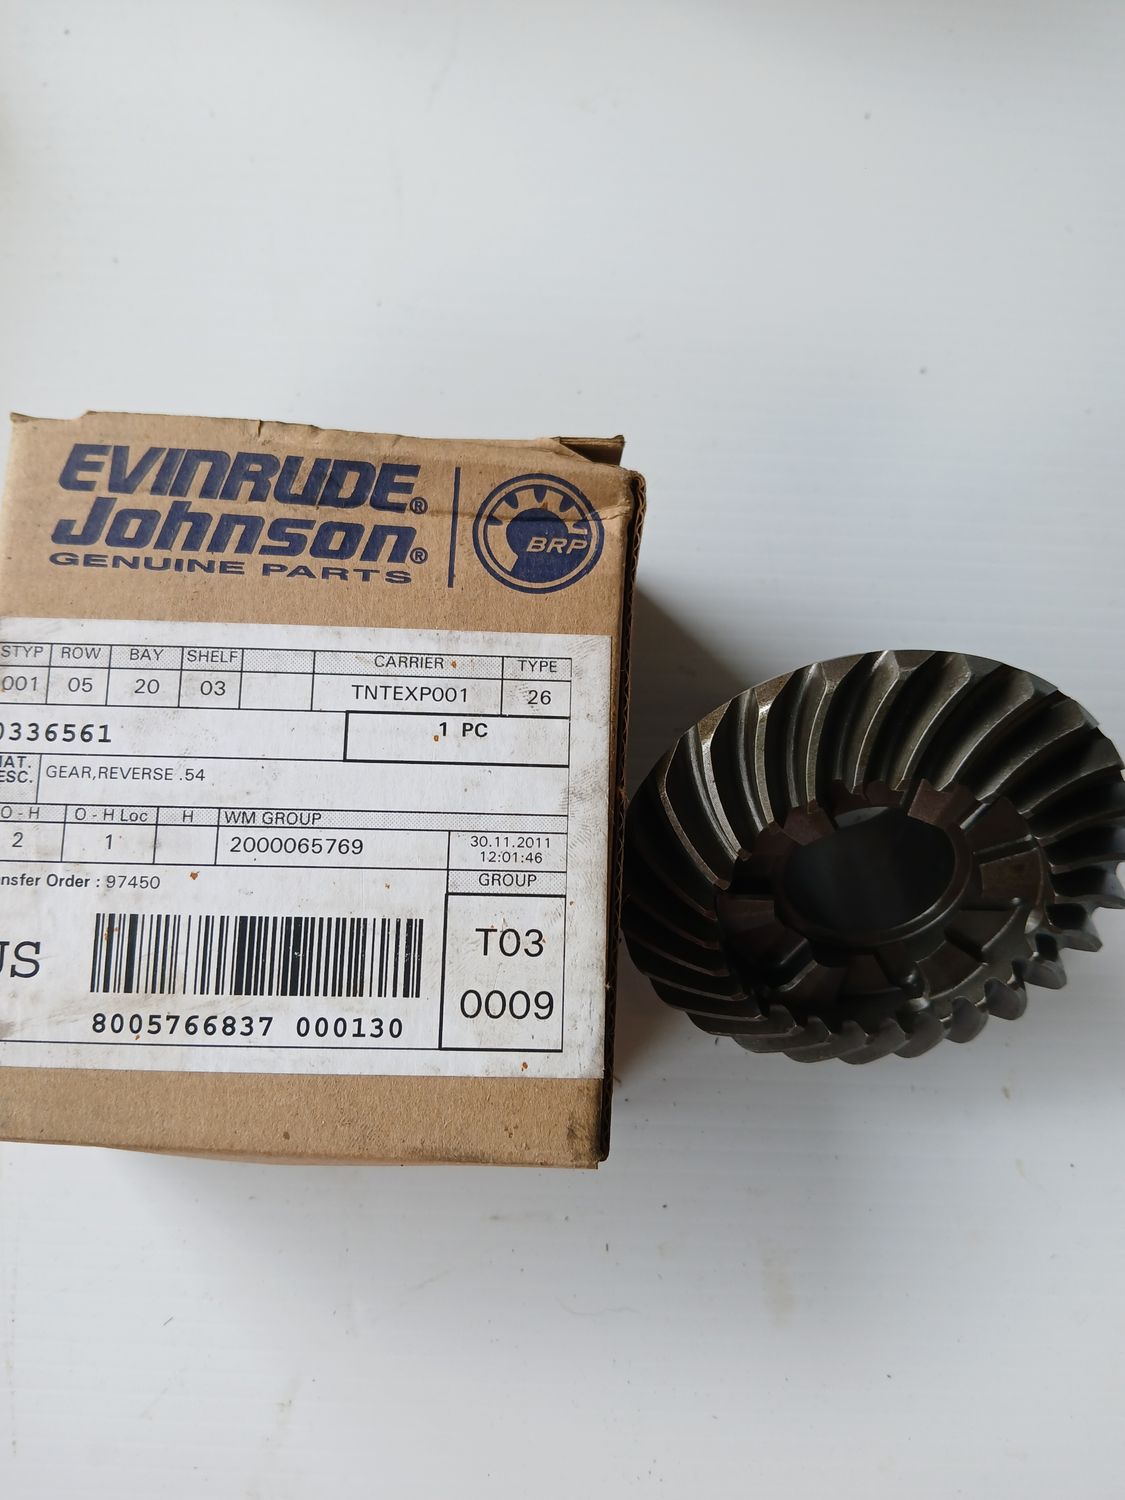 EVINRUDE®
Johnson®
GENUINE PARTS
BRP
STYP ROW BAY SHELF CARRIER TYPE
001 05 20 03 TNTEXP001 26
0336561 1 PC
MAT.
DESC. GEAR,REVERSE .54
O - H O - H Loc H WM GROUP
2 1 2000065769 30.11.2011
12:01:46
Transfer Order : 97450 GROUP
US T03
8005766837 000130 0009